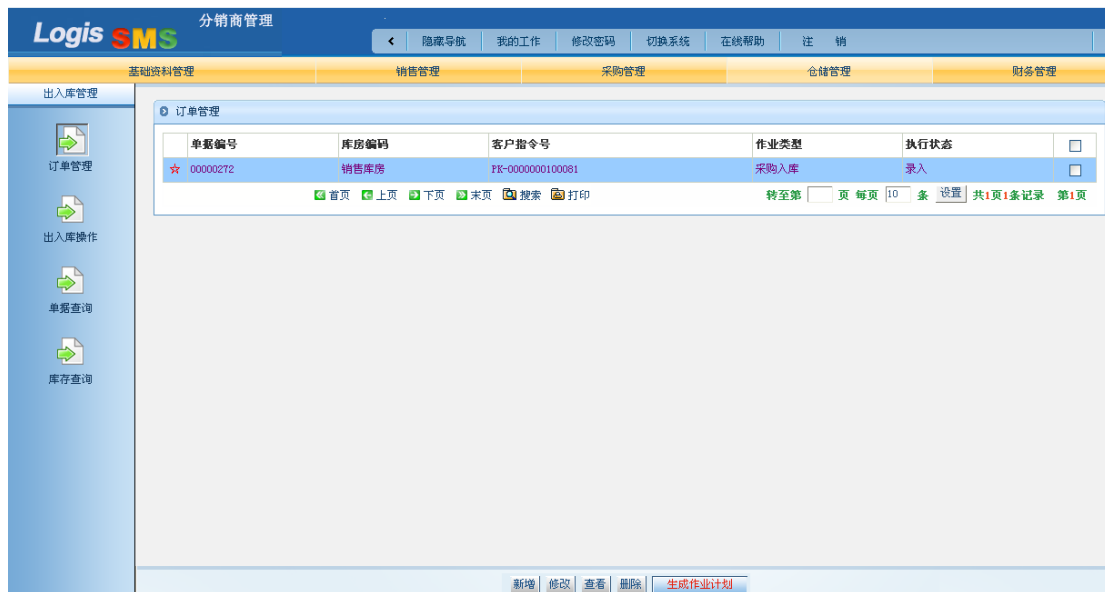 Logis SMS 分销商管理
隐藏导航 我的工作 修改密码 切换系统 在线帮助 注 销
基础资料管理 销售管理 采购管理 仓储管理 财务管理
出入库管理
订单管理
出入库操作
单据查询
库存查询
订单管理
单据编号 库房编码 客户指令号 作业类型 执行状态
00000272 销售库房 PK-0000000100081 采购入库 录入
首页 上页 下页 末页 搜索 打印 转至第 页 每页 10 条 设置 共1页1条记录 第1页
新增 修改 查看 删除 生成作业计划